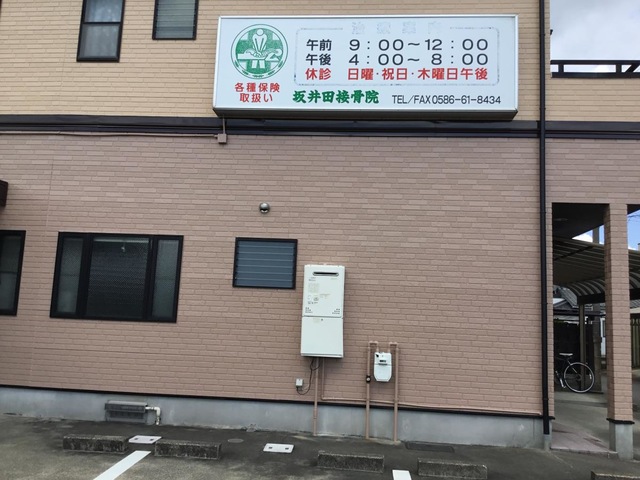 午前 9:00〜12:00
午後 4:00〜8:00
休診 日曜・祝日・木曜日午後
各種保険
取扱い
坂井田接骨院 TEL/FAX0586-61-8434